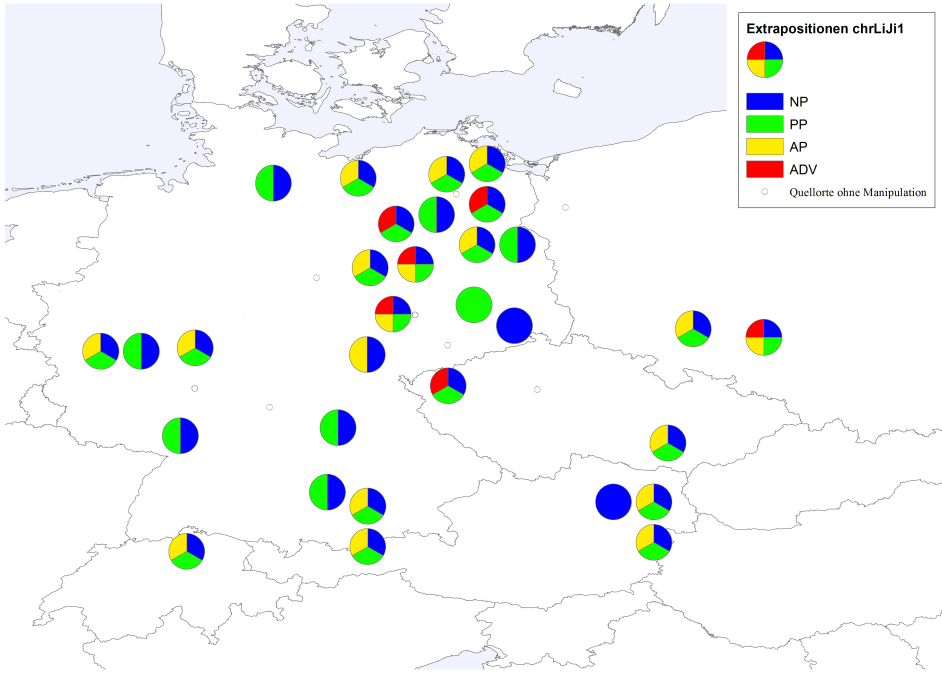 Extrapositionen chrLiJi1
NP
PP
AP
ADV
Quellorte ohne Manipulation